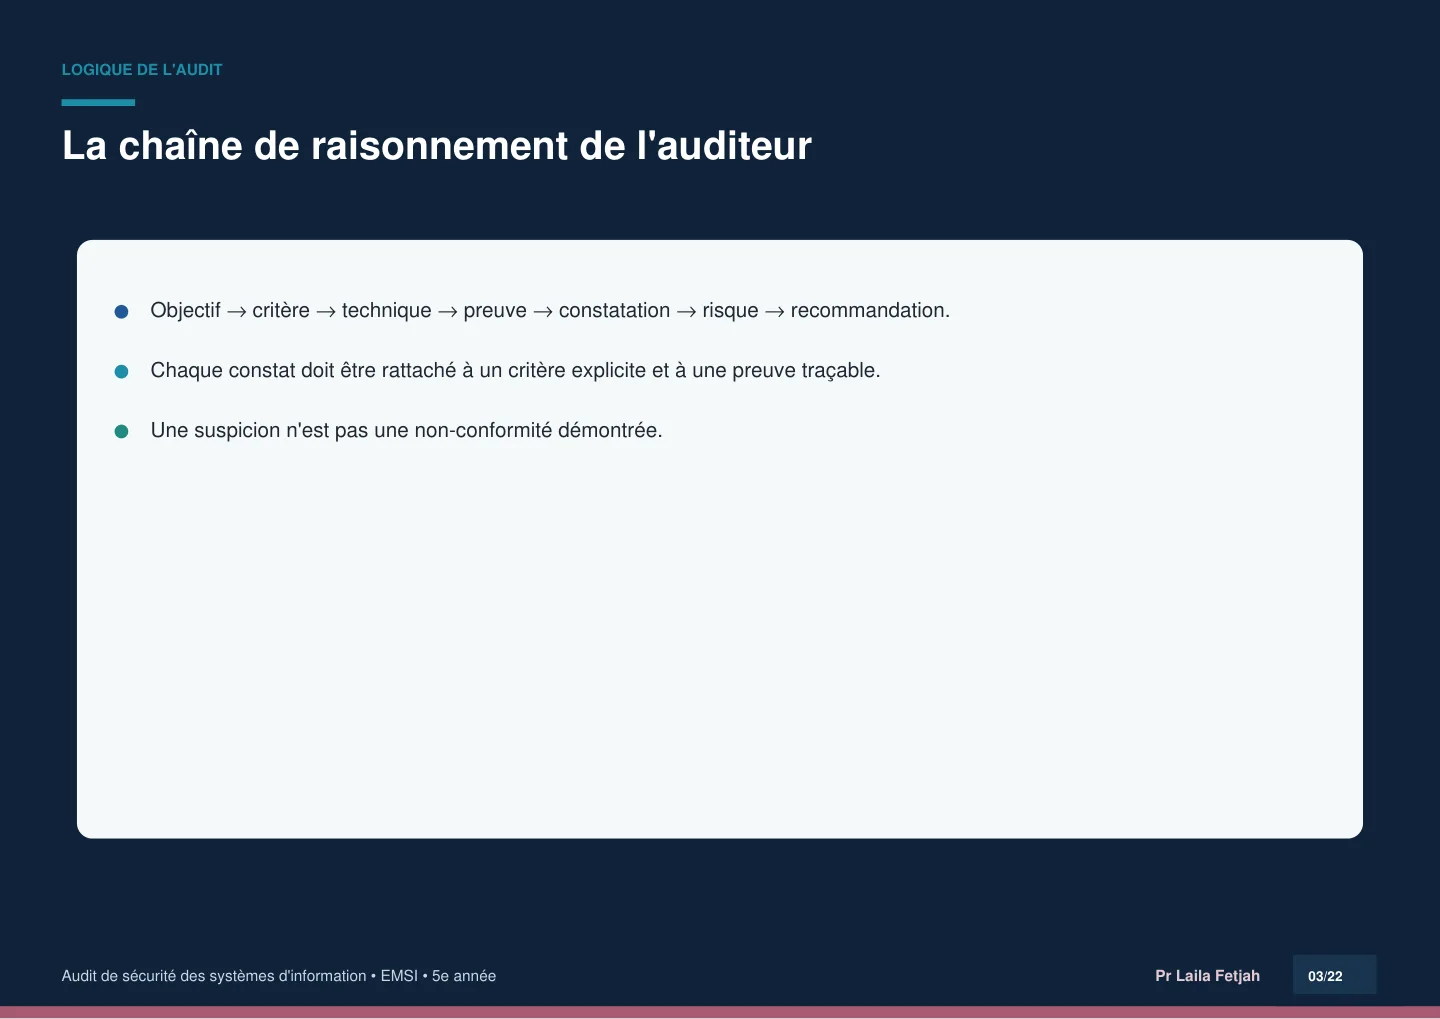 LOGIQUE DE L'AUDIT
La chaîne de raisonnement de l'auditeur
Objectif → critère → technique → preuve → constatation → risque → recommandation.
Chaque constat doit être rattaché à un critère explicite et à une preuve traçable.
Une suspicion n'est pas une non-conformité démontrée.
Audit de sécurité des systèmes d'information • EMSI • 5e année
Pr Laila Fetjah
03/22